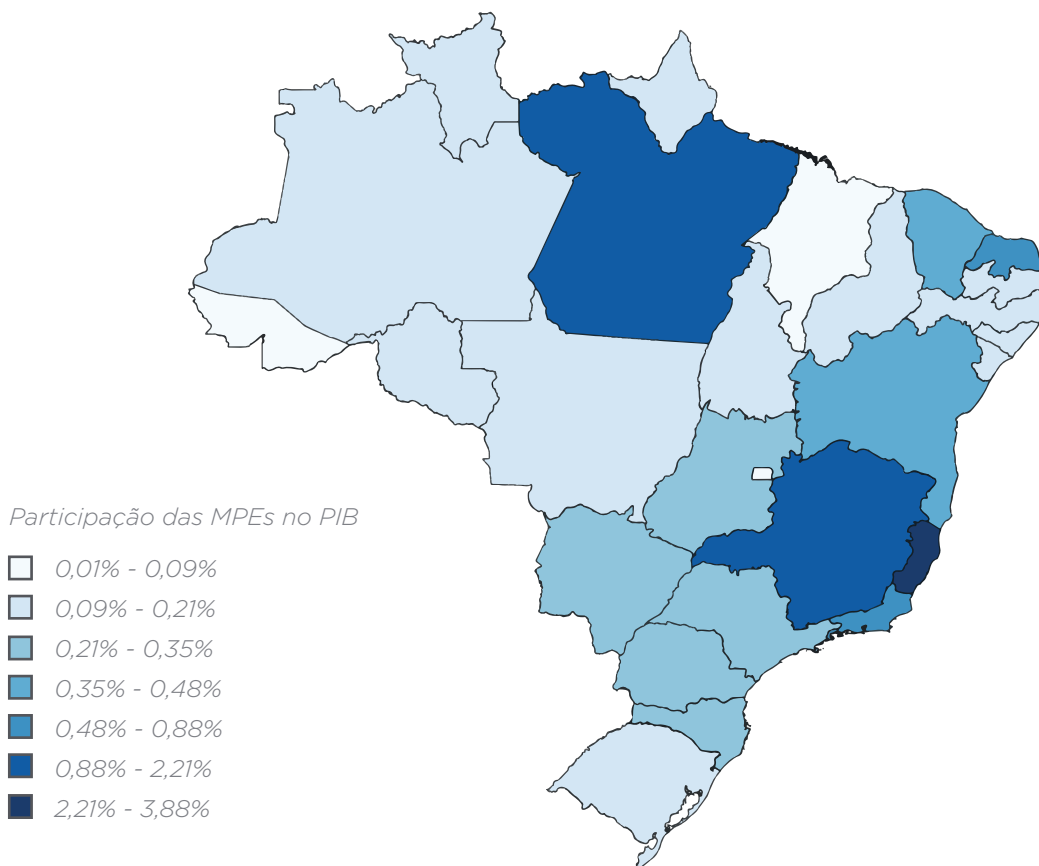 Participação das MPEs no PIB
0,01% - 0,09%
0,09% - 0,21%
0,21% - 0,35%
0,35% - 0,48%
0,48% - 0,88%
0,88% - 2,21%
2,21% - 3,88%